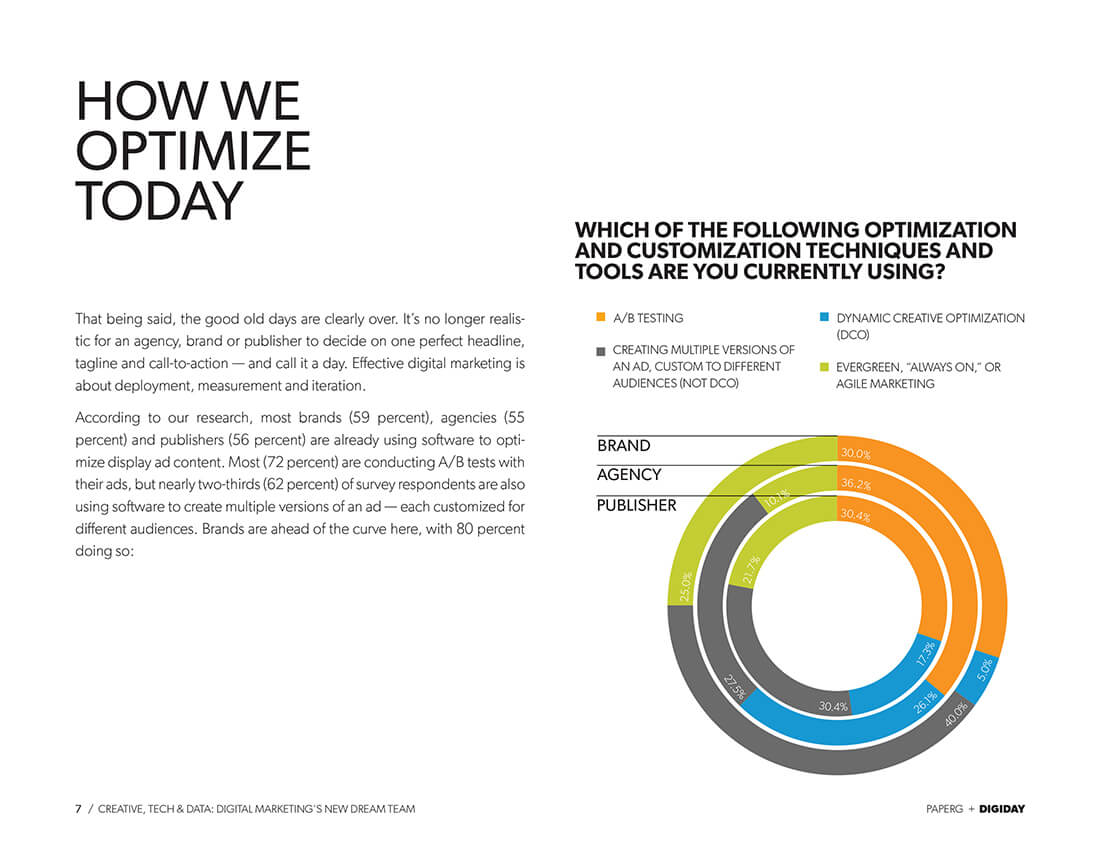 HOW WE
OPTIMIZE
TODAY
That being said, the good old days are clearly over. It’s no longer realis-
tic for an agency, brand or publisher to decide on one perfect headline,
tagline and call-to-action — and call it a day. Effective digital marketing is
about deployment, measurement and iteration.
According to our research, most brands (59 percent), agencies (55
percent) and publishers (56 percent) are already using software to opti-
mize display ad content. Most (72 percent) are conducting A/B tests with
their ads, but nearly two-thirds (62 percent) of survey respondents are also
using software to create multiple versions of an ad — each customized for
different audiences. Brands are ahead of the curve here, with 80 percent
doing so:
WHICH OF THE FOLLOWING OPTIMIZATION
AND CUSTOMIZATION TECHNIQUES AND
TOOLS ARE YOU CURRENTLY USING?
A/B TESTING
CREATING MULTIPLE VERSIONS OF
AN AD, CUSTOM TO DIFFERENT
AUDIENCES (NOT DCO)
DYNAMIC CREATIVE OPTIMIZATION
(DCO)
EVERGREEN, “ALWAYS ON,” OR
AGILE MARKETING
BRAND
AGENCY
PUBLISHER
30.0%
36.2%
30.4%
10.1%
21.7%
25.0%
17.3%
5.0%
27.5%
30.4%
26.1%
40.0%
7 / CREATIVE, TECH & DATA: DIGITAL MARKETING’S NEW DREAM TEAM
PAPERG + DIGIDAY